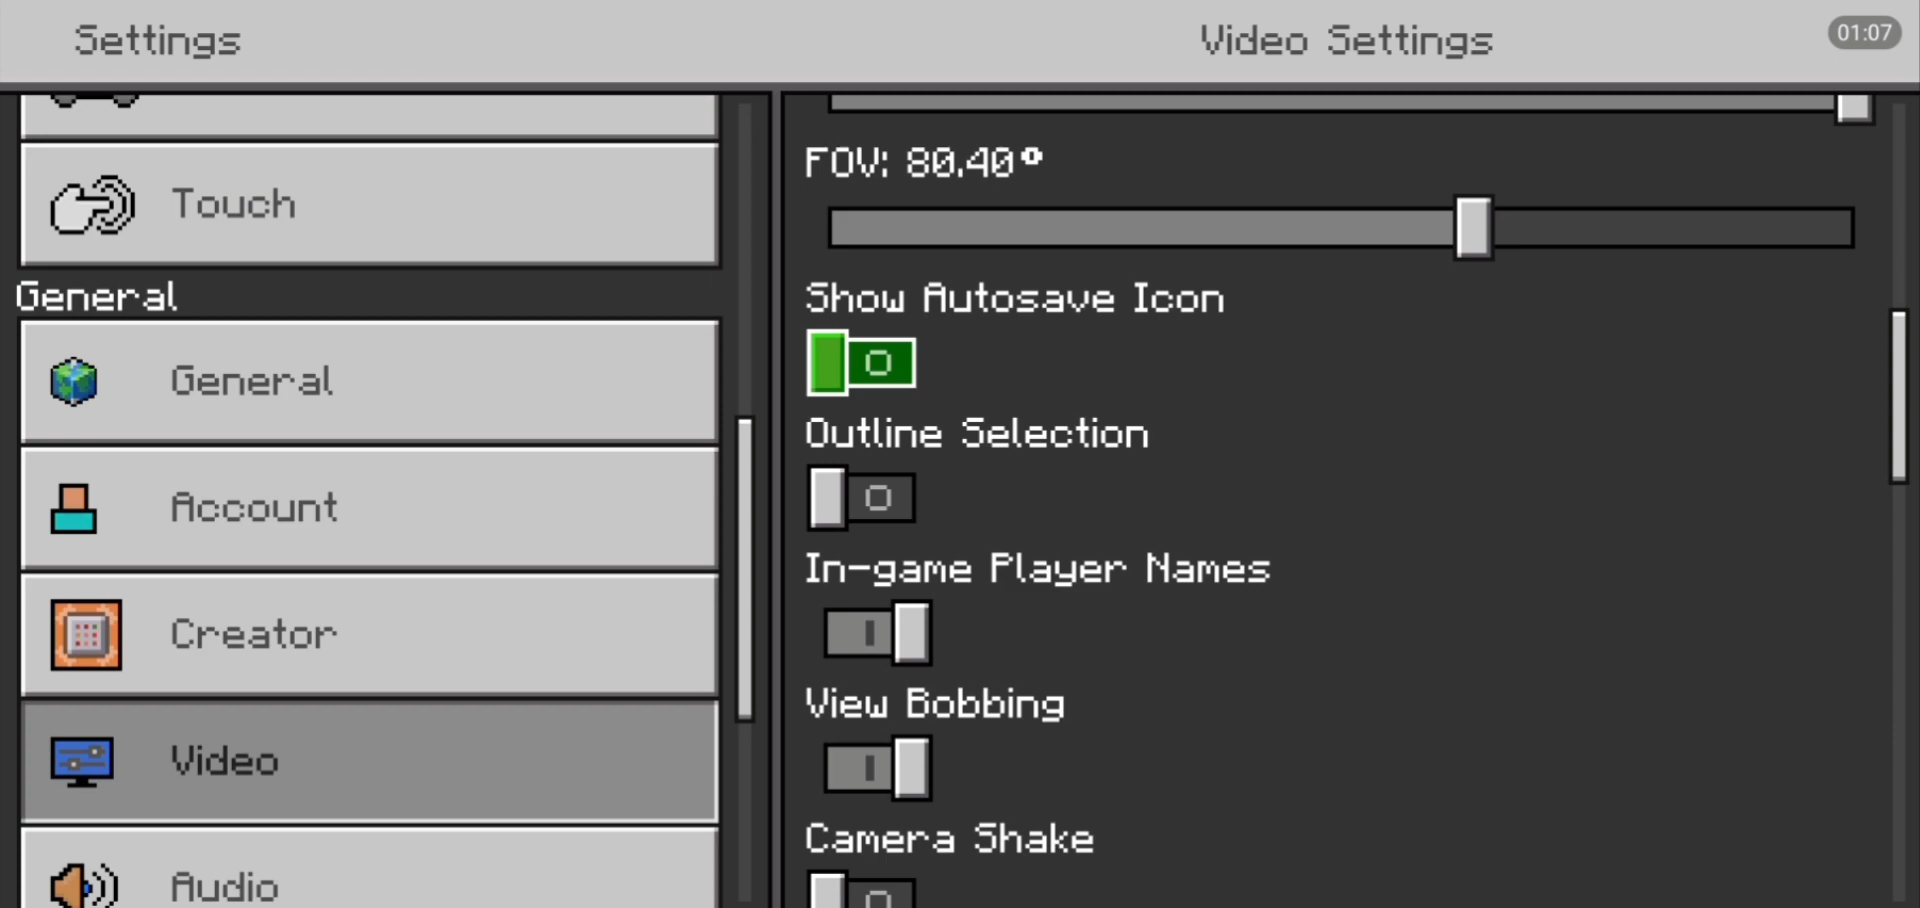 Settings
Video Settings
01:07
Touch
General
General
Account
Creator
Video
Audio
FOV: 80.40°
Show Autosave Icon
Outline Selection
In-game Player Names
View Bobbing
Camera Shake